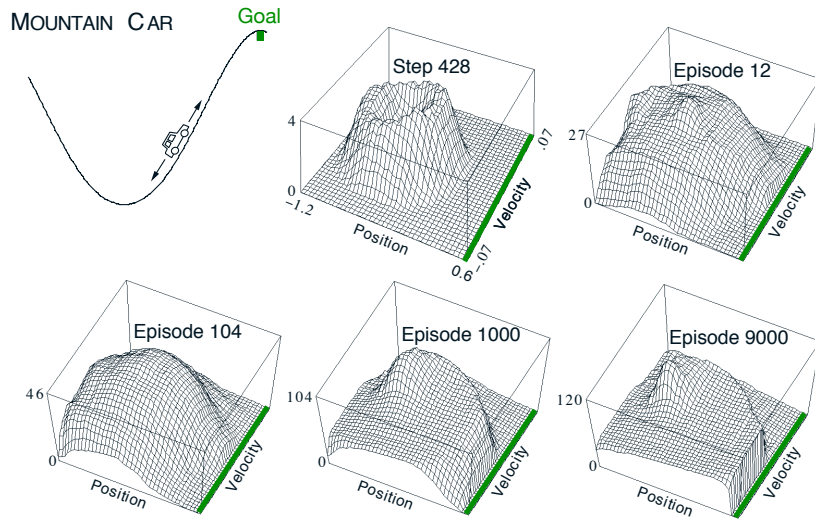 MOUNTAIN CAR
Goal
Step 428
4
0
-1.2
Position
0.6
-.07
Velocity
.07
Episode 12
27
0
Position
Velocity
Episode 104
46
0
Position
Velocity
Episode 1000
104
0
Position
Velocity
Episode 9000
120
0
Position
Velocity